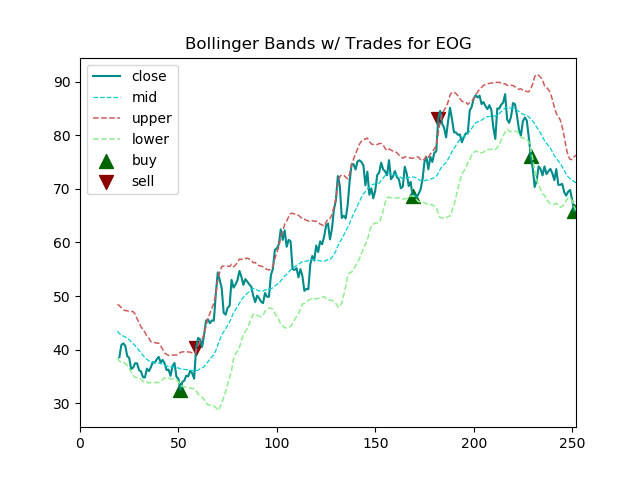 Bollinger Bands w/ Trades for EOG
close
mid
upper
lower
buy
sell
90
80
70
60
50
40
30
0 50 100 150 200 250